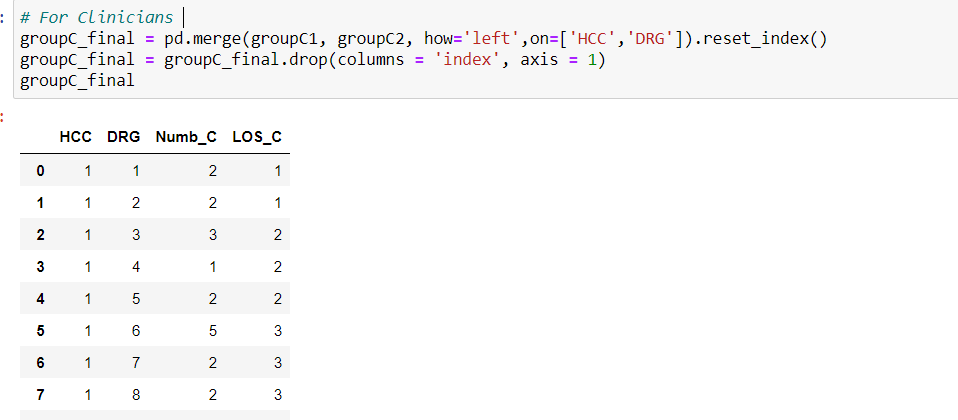 # For Clinicians
groupC_final = pd.merge(groupC1, groupC2, how='left',on=['HCC','DRG']).reset_index()
groupC_final = groupC_final.drop(columns = 'index', axis = 1)
groupC_final
HCC DRG Numb_C LOS_C
0 1 1 2 1
1 1 2 2 1
2 1 3 3 2
3 1 4 1 2
4 1 5 2 2
5 1 6 5 3
6 1 7 2 3
7 1 8 2 3